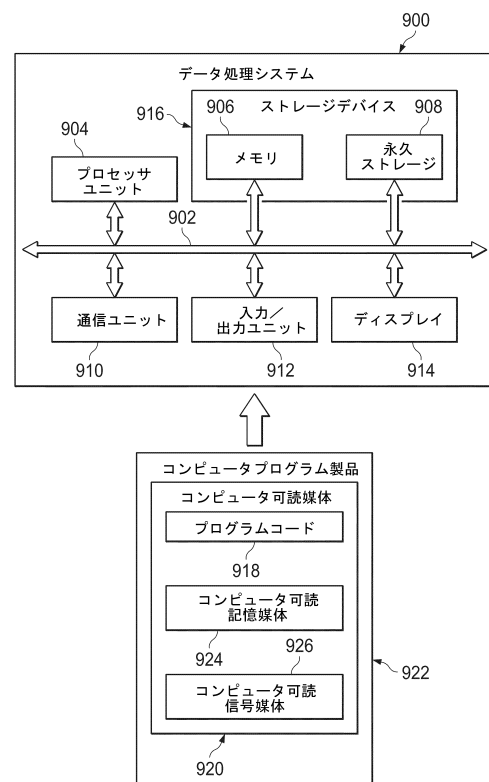 900
データ処理システム
916
ストレージデバイス
904
906
908
プロセッサ
ユニット
メモリ
永久
ストレージ
902
通信ユニット
入力／
出力ユニット
ディスプレイ
910
912
914
コンピュータプログラム製品
コンピュータ可読媒体
プログラムコード
918
コンピュータ可読
記憶媒体
924
926
コンピュータ可読
信号媒体
922
920